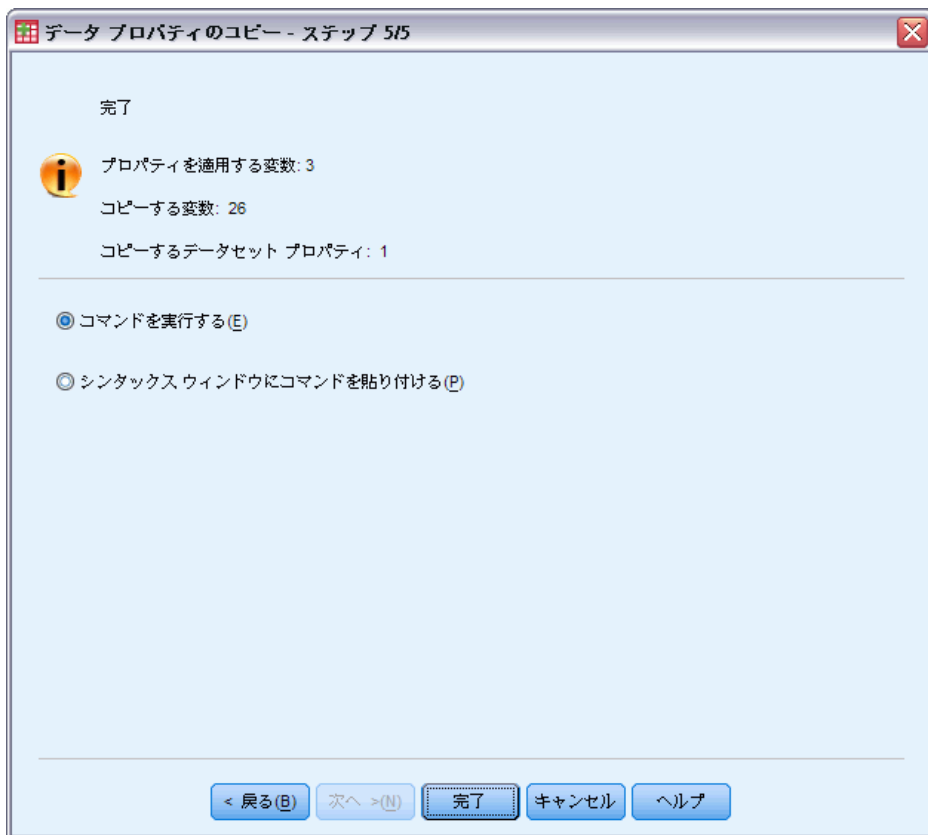 データ プロパティのコピー - ステップ 5/5
完了
プロパティを適用する変数: 3
コピーする変数: 26
コピーするデータセット プロパティ: 1
コマンドを実行する(E)
シンタックス ウィンドウにコマンドを貼り付ける(P)
< 戻る(B) 次へ >(N) 完了 キャンセル ヘルプ